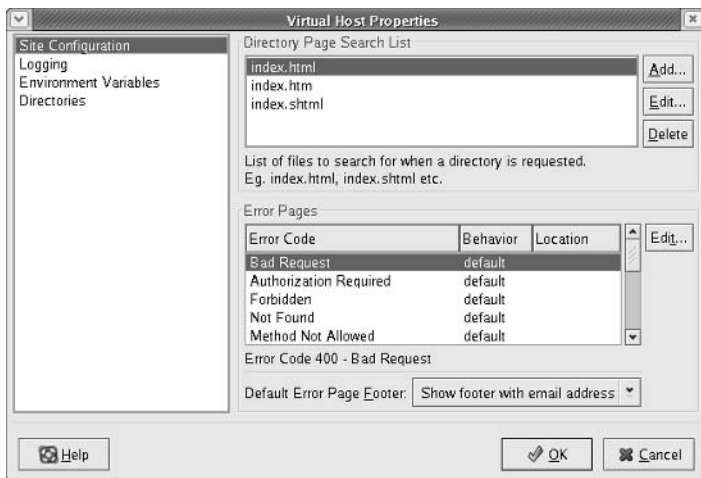 Virtual Host Properties
Site Configuration
Logging
Environment Variables
Directories
Directory Page Search List
index.html
index.htm
index.shtml
Add...
Edit...
Delete
List of files to search for when a directory is requested.
Eg. index.html, index.shtml etc.
Error Pages
Error Code Behavior Location
Bad Request default
Authorization Required default
Forbidden default
Not Found default
Method Not Allowed default
Edit...
Error Code 400 - Bad Request
Default Error Page Footer: Show footer with email address
Help
OK
Cancel